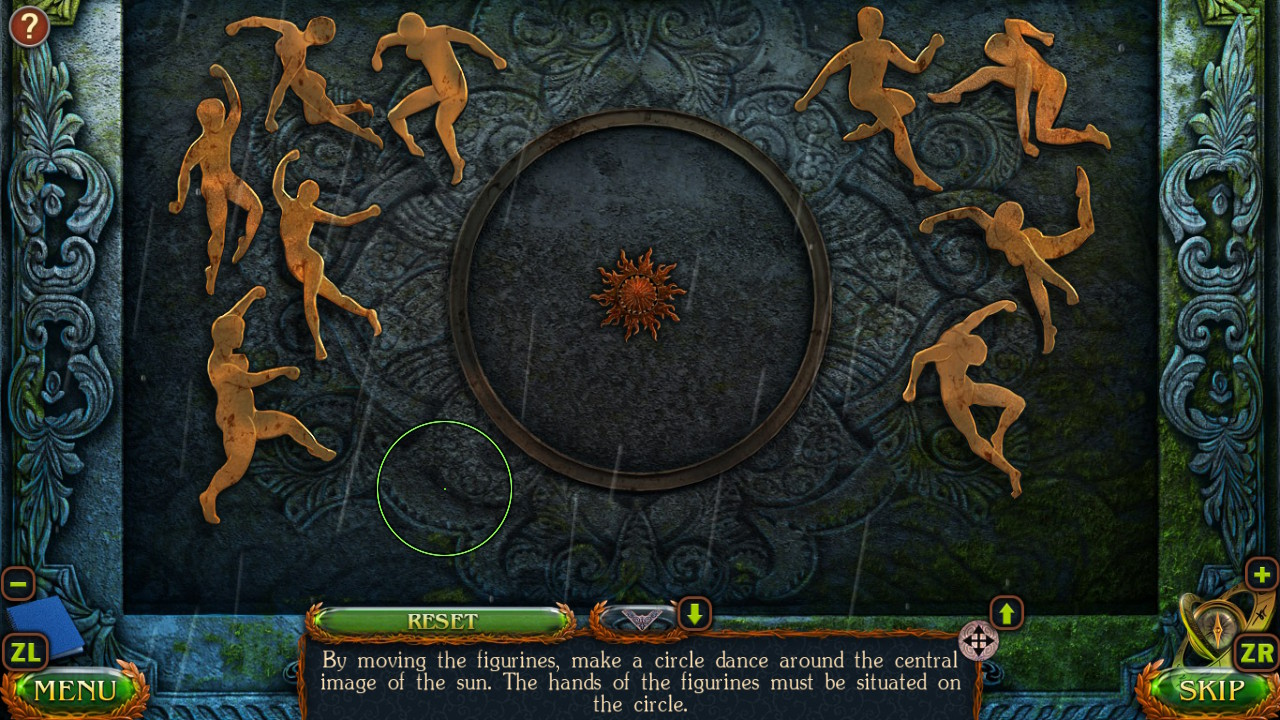 ?
RESET
By moving the figurines, make a circle dance around the central
image of the sun. The hands of the figurines must be situated on
the circle.
ZL
ZR
MENU
SKIP